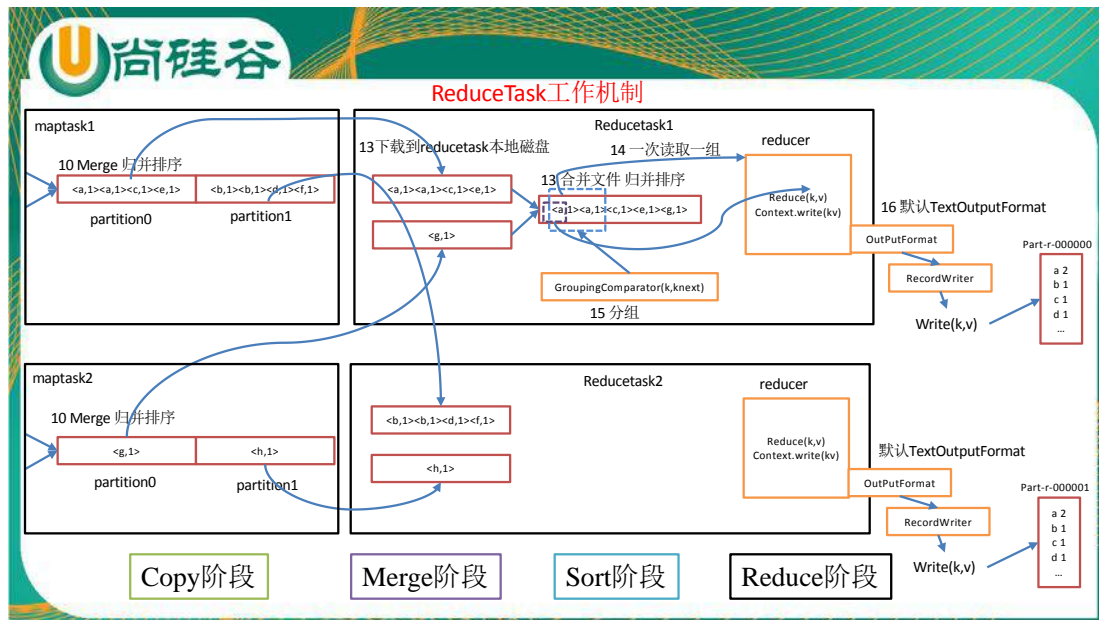 尚硅谷
ReduceTask工作机制
maptask1
10 Merge 归并排序
<a,1><a,1><c,1><e,1>
<b,1><b,1><d,1><f,1>
partition0
partition1
Reducetask1
13下载到reducetask本地磁盘
<a,1><a,1><c,1><e,1>
<g,1>
14 一次读取一组
13 合并文件 归并排序
<a,1><a,1><c,1><e,1><g,1>
GroupingComparator(k,knext)
15 分组
reducer
Reduce(k,v)
Context.write(kv)
16 默认TextOutputFormat
OutPutFormat
RecordWriter
Write(k,v)
Part-r-000000
a 2
b 1
c 1
d 1
...
maptask2
10 Merge 归并排序
<g,1>
<h,1>
partition0
partition1
Reducetask2
<b,1><b,1><d,1><f,1>
<h,1>
reducer
Reduce(k,v)
Context.write(kv)
默认TextOutputFormat
OutPutFormat
RecordWriter
Write(k,v)
Part-r-000001
a 2
b 1
c 1
d 1
...
Copy阶段
Merge阶段
Sort阶段
Reduce阶段